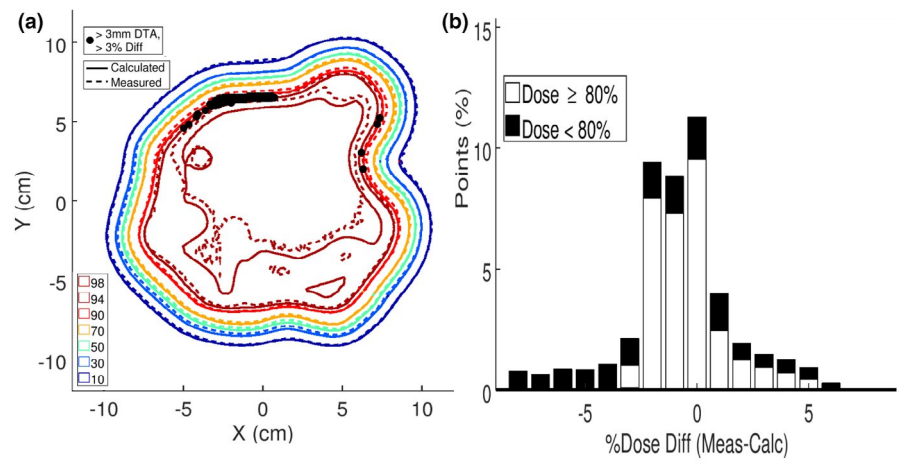 (a)
> 3mm DTA,
> 3% Diff
Calculated
Measured
10
5
0
-5
-10
Y (cm)
98
94
90
70
50
30
10
-10
-5
0
5
10
X (cm)
(b)
15
10
5
0
Points (%)
Dose ≥ 80%
Dose < 80%
-5
0
5
%Dose Diff (Meas-Calc)